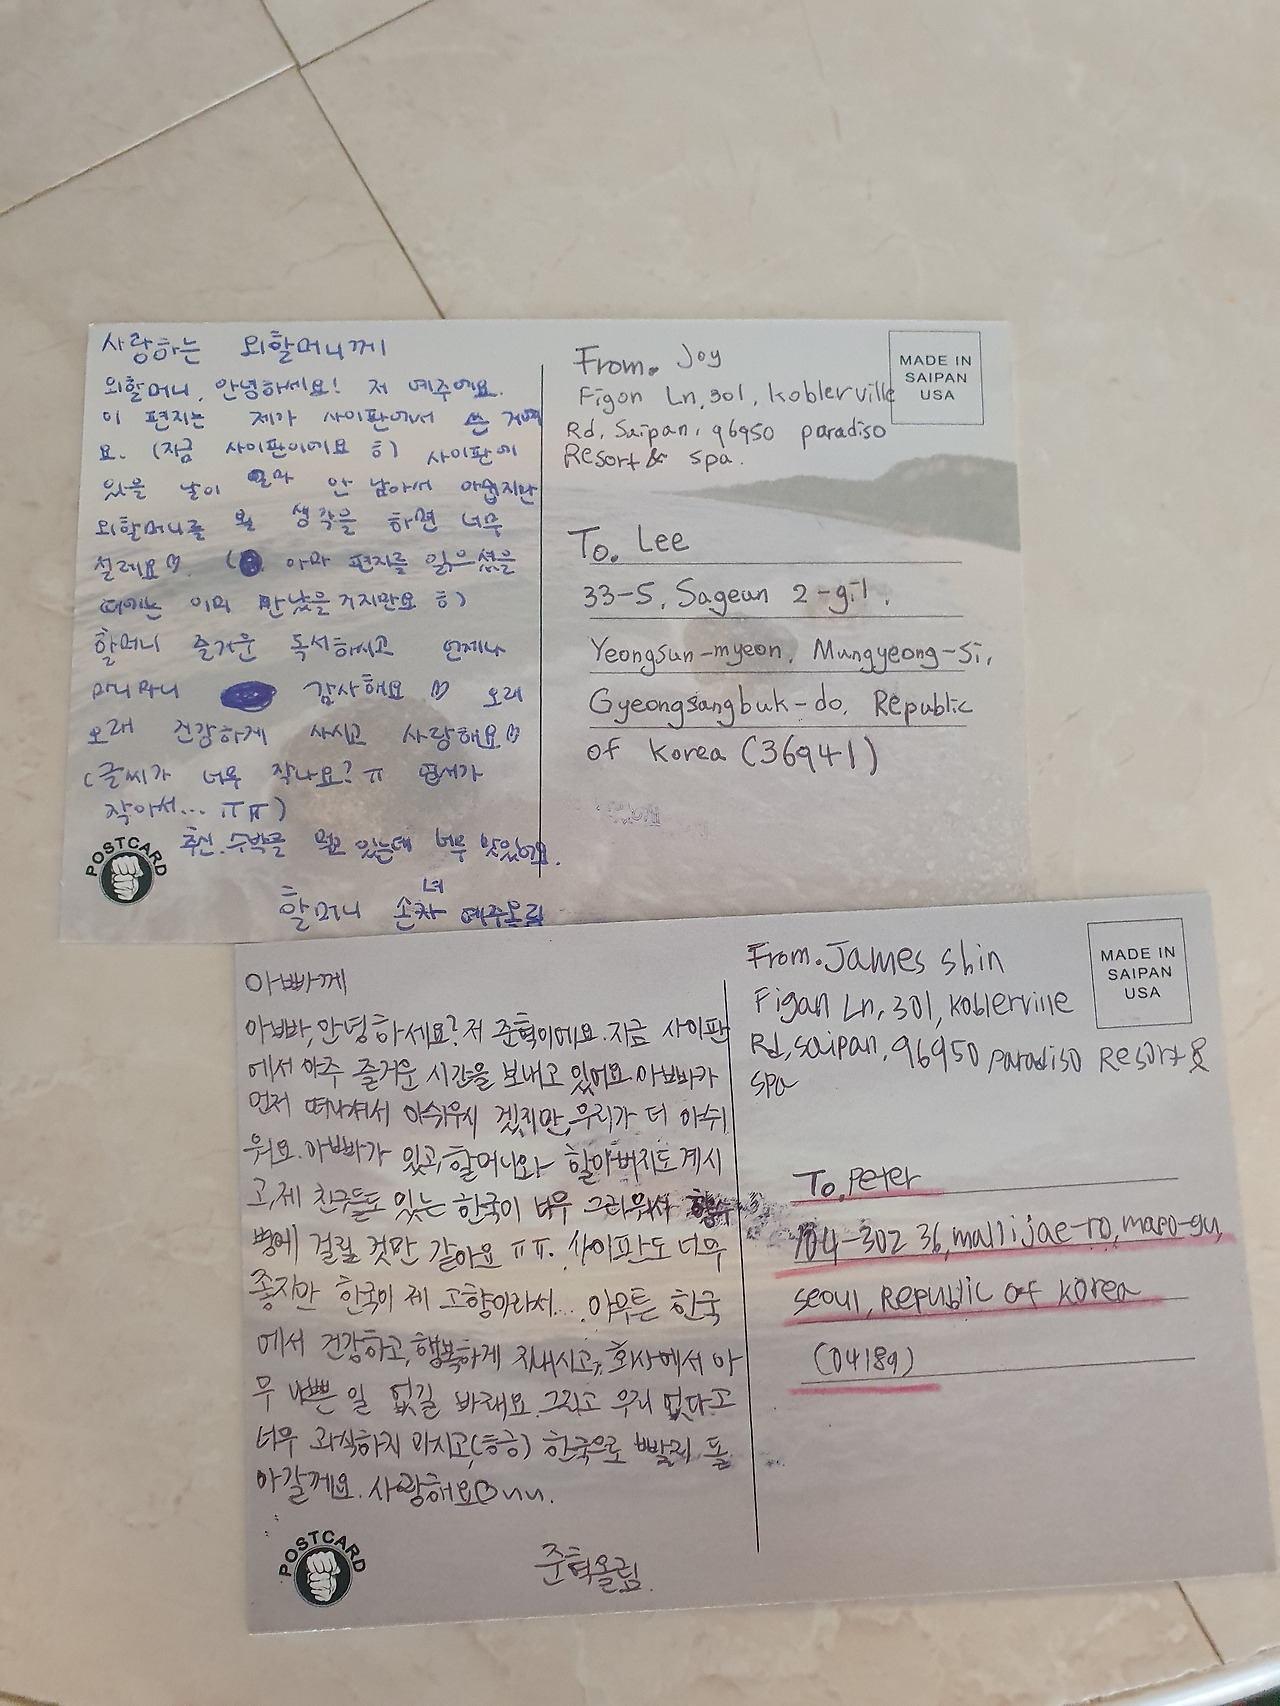 사랑하는 외할머니께
외할머니, 안녕하세요! 저 예주에요.
이 편지는 제가 사이판에서 쓴 거예
요. (지금 사이판이에요 ㅎ) 사이판에
있을 날이 얼마 안 남아서 아쉽지만
외할머니를 뵐 생각을 하면 너무
설레요♡. ( 아마 편지를 읽으셨을
때에는 이미 만났을 거지만요 ㅎ)
할머니 즐거운 독서하시고 언제나
마니마니 감사해요 ♡ 오래
오래 건강하게 사시고 사랑해요♡
(글씨가 너무 작나요? ㅠ 엽서가
작아서... ㅠㅠ)
추신. 수박을 먹고 있는데 너무 맛있어요.
할머니 손녀 예주올림
POSTCARD
From. Joy
Figan Ln, 301, Koblerville
Rd, Saipan, 96950 paradiso
Resort & spa.
MADE IN
SAIPAN
USA
To. Lee
33-5, Sageun 2-gil,
Yeongsun-myeon, Mungyeong-si,
Gyeongsangbuk-do, Republic
of Korea (36941)
아빠께
아빠, 안녕하세요? 저 준혁이에요. 지금 사이판
에서 아주 즐거운 시간을 보내고 있어요. 아빠가
먼저 떠나셔서 아쉬우시겠지만, 우리가 더 아쉬
워요. 아빠가 있고, 할머니와 할아버지도 계시
고, 제 친구들도 있는 한국이 너무 그리워서 향수
병에 걸릴 것만 같아요 ㅠㅠ. 사이판도 너무
좋지만 한국이 제 고향이라서... 아무튼 한국
에서 건강하고, 행복하게 지내시고, 회사에서 아
무 나쁜 일 없길 바래요. 그리고 우리 없다고
너무 과식하지 마시고,(ㅎㅎ) 한국으로 빨리 돌
아갈께요. 사랑해요♡
준혁올림.
POSTCARD
From. James shin
Figan Ln, 301, Koblerville
Rd, saipan, 96950 paradiso Resort &
spa
MADE IN
SAIPAN
USA
To. Peter
104-302 36, mallijae-ro, mapo-gu,
seoul, Republic of Korea
(04189)